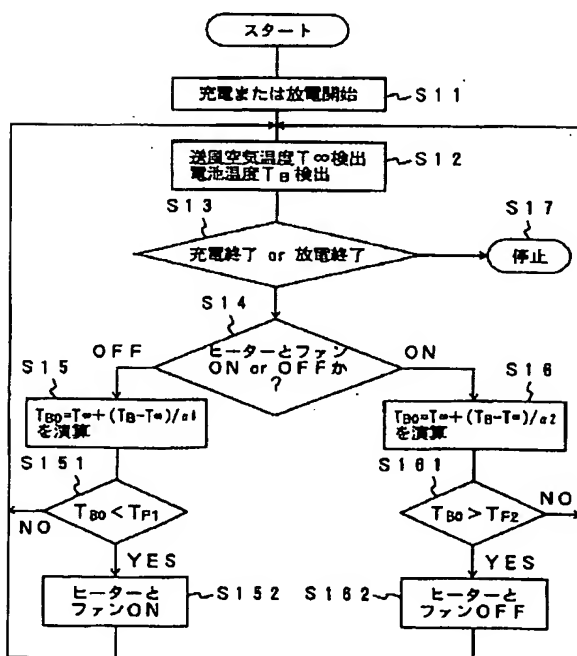 スタート
充電または放電開始
S11
送風空気温度T∞検出
電池温度TB検出
S12
S13
充電終了 or 放電終了
S17
停止
S14
ヒーターとファン
ON or OFFか
?
OFF
ON
S15
TB0=T∞+(TB-T∞)/α1
を演算
S16
TB0=T∞+(TB-T∞)/α2
を演算
S151
TB0<TF1
NO
YES
S161
TB0>TF2
NO
YES
ヒーターと
ファンON
S152
S162
ヒーターと
ファンOFF